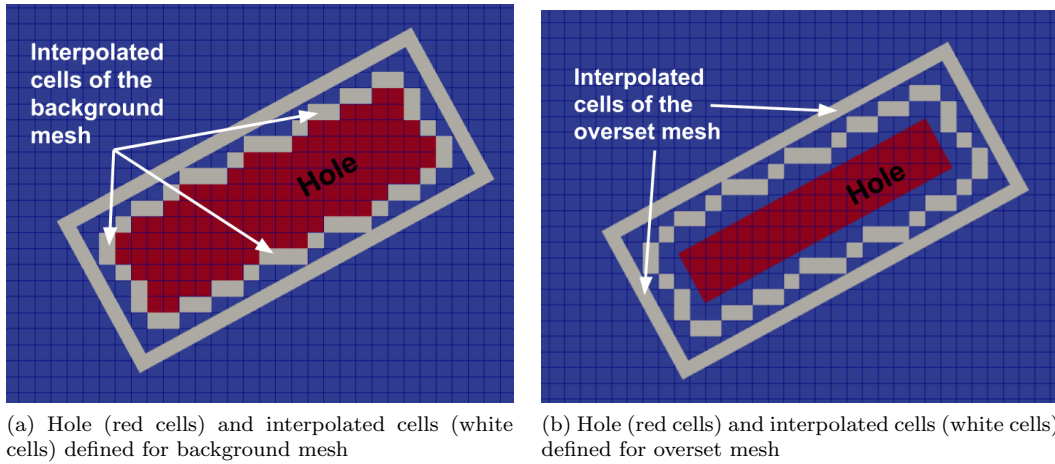 Interpolated
cells of the
background
mesh
Hole
(a) Hole (red cells) and interpolated cells (white
cells) defined for background mesh
Interpolated
cells of the
overset mesh
Hole
(b) Hole (red cells) and interpolated cells (white cells)
defined for overset mesh